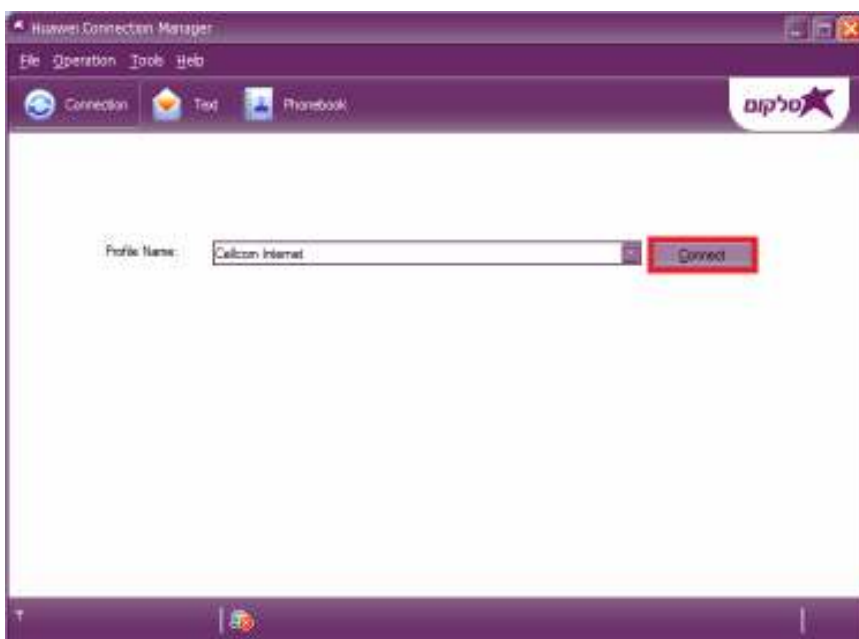 Huawei Connection Manager
File Operation Tools Help
Connection Text Phonebook
סלקום
Profile Name: Cellcom Internet Connect